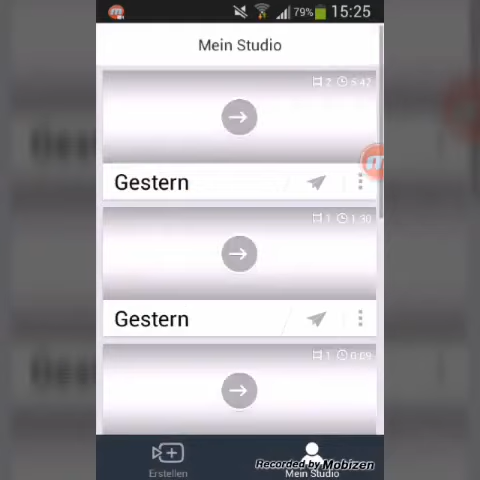 79% 15:25
Mein Studio
2 5:42
Gestern
1 1:30
Gestern
1 0:09
Erstellen
Mein Studio
Recorded by Mobizen